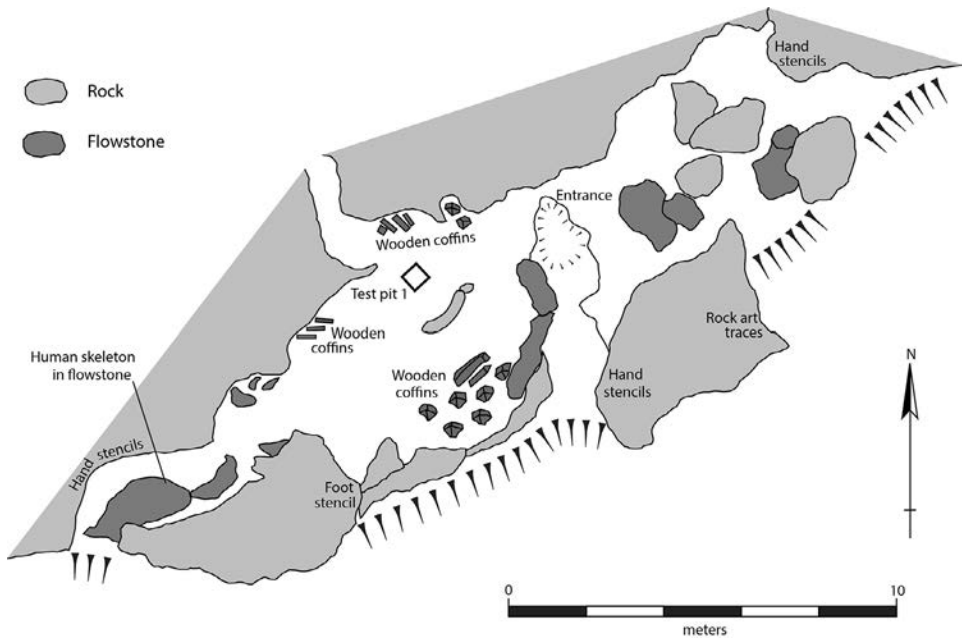 Rock
Flowstone
Hand
stencils
Entrance
Wooden coffins
Test pit 1
Rock art
traces
Wooden
coffins
Human skeleton
in flowstone
Wooden
coffins
Hand
stencils
Hand stencils
Foot
stencil
N
0
10
meters